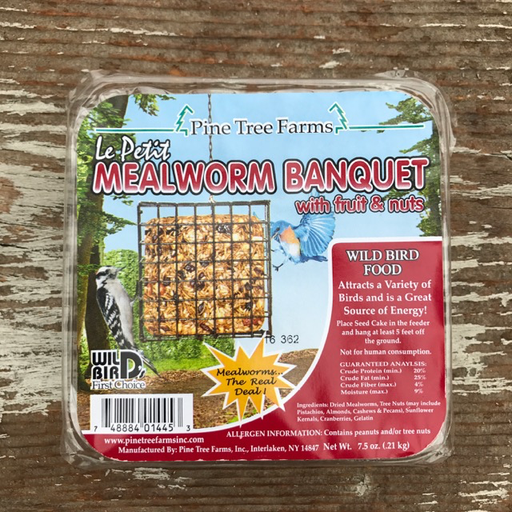 Pine Tree Farms
Le Petit
MEALWORM BANQUET
with fruit & nuts
16 362
WILD BIRD
FOOD
Attracts a Variety of
Birds and is a Great
Source of Energy!
Place Seed Cake in the feeder
and hang at least 5 feet off
the ground.
Not for human consumption.
GUARANTEED ANAYLSIS:
Crude Protein (min.) 20%
Crude Fat (min.) 25%
Crude Fiber (max.) 4%
Moisture (max.) 9%
Ingredients: Dried Mealworms, Tree Nuts (may include
Pistachios, Almonds, Cashews & Pecans), Sunflower
Kernals, Cranberries, Gelatin
WILD
BIRD
First Choice
Mealworms...
The Real
Deal !
7 48884 01445 3
ALLERGEN INFORMATION: Contains peanuts and/or tree nuts
www.pinetreefarmsinc.com
Manufactured By: Pine Tree Farms, Inc., Interlaken, NY 14847 Net Wt. 7.5 oz. (.21 kg)